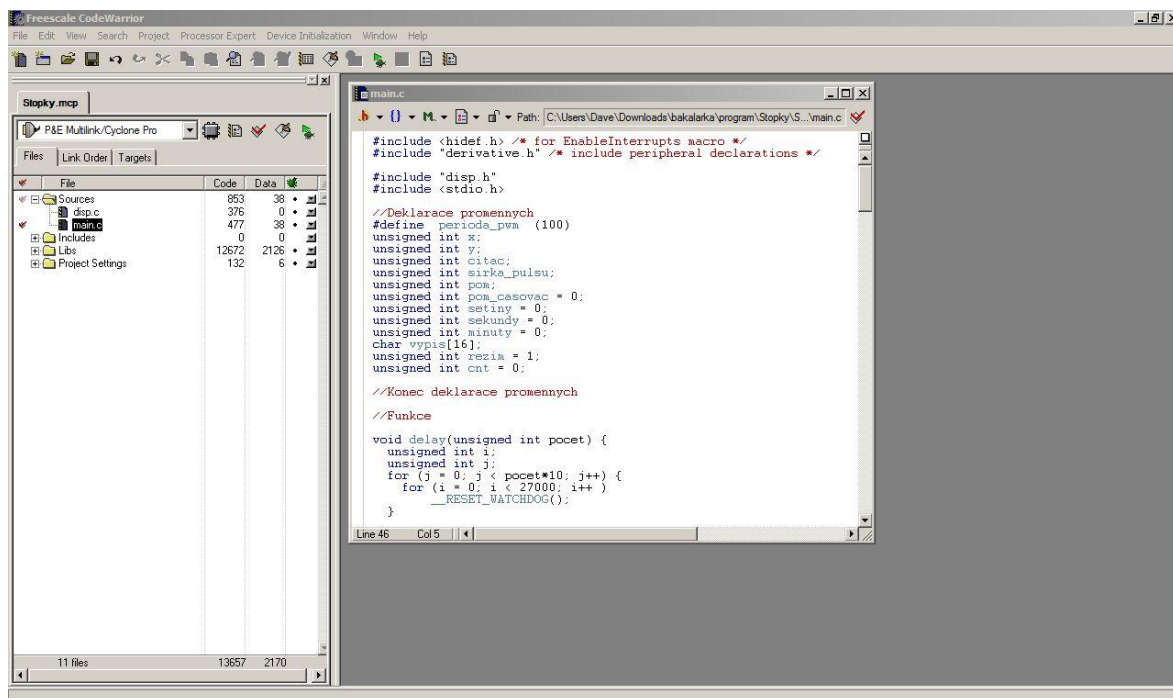 Freescale CodeWarrior
File Edit View Search Project Processor Expert Device Initialization Window Help
Stopky.mcp
P&E Multilink/Cyclone Pro
Files Link Order Targets
File Code Data
Sources 853 38
disp.c 376 0
main.c 477 38
Includes 0 0
Libs 12672 2126
Project Settings 132 6
11 files 13657 2170
main.c
Path: C:\Users\Dave\Downloads\bakalarka\program\Stopky\S...\main.c
#include <hidef.h> /* for EnableInterrupts macro */
#include "derivative.h" /* include peripheral declarations */
#include "disp.h"
#include <stdio.h>
//Deklarace promennych
#define perioda_pwm (100)
unsigned int x;
unsigned int y;
unsigned int citac;
unsigned int sirka_pulsu;
unsigned int pom;
unsigned int pom_casovac = 0;
unsigned int setiny = 0;
unsigned int sekundy = 0;
unsigned int minuty = 0;
char vypis[16];
unsigned int rezim = 1;
unsigned int cnt = 0;
//Konec deklarace promennych
//Funkce
void delay(unsigned int pocet) {
unsigned int i;
unsigned int j;
for (j = 0; j < pocet*10; j++) {
for (i = 0; i < 27000; i++ )
__RESET_WATCHDOG();
}
Line 46 Col 5